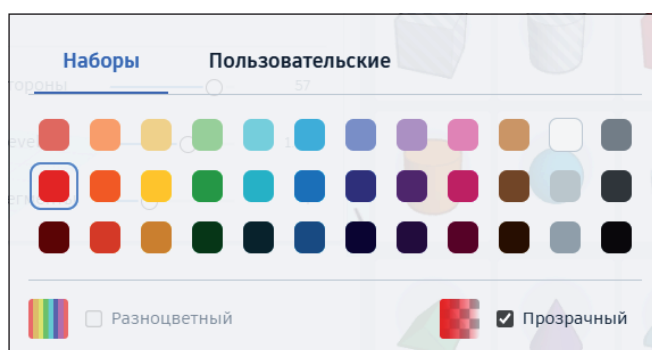 Наборы Пользовательские
57
Разноцветный Прозрачный